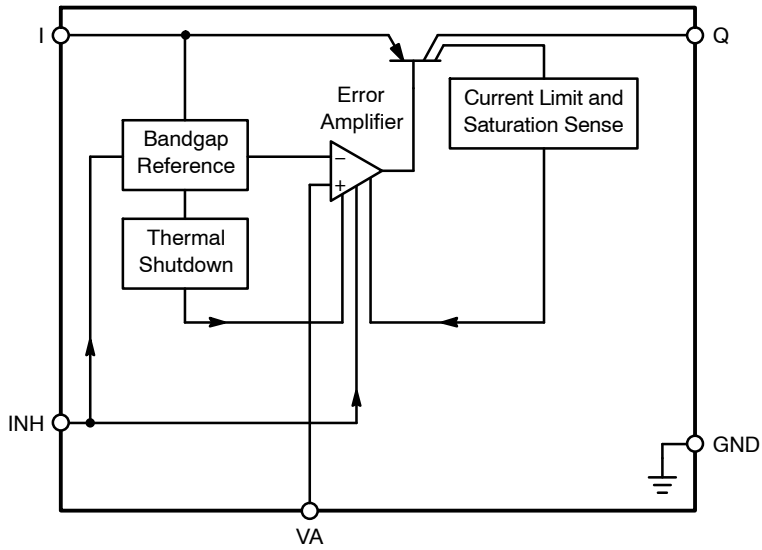 I
Q
Error
Amplifier
Current Limit and
Saturation Sense
Bandgap
Reference
−
+
Thermal
Shutdown
INH
GND
VA